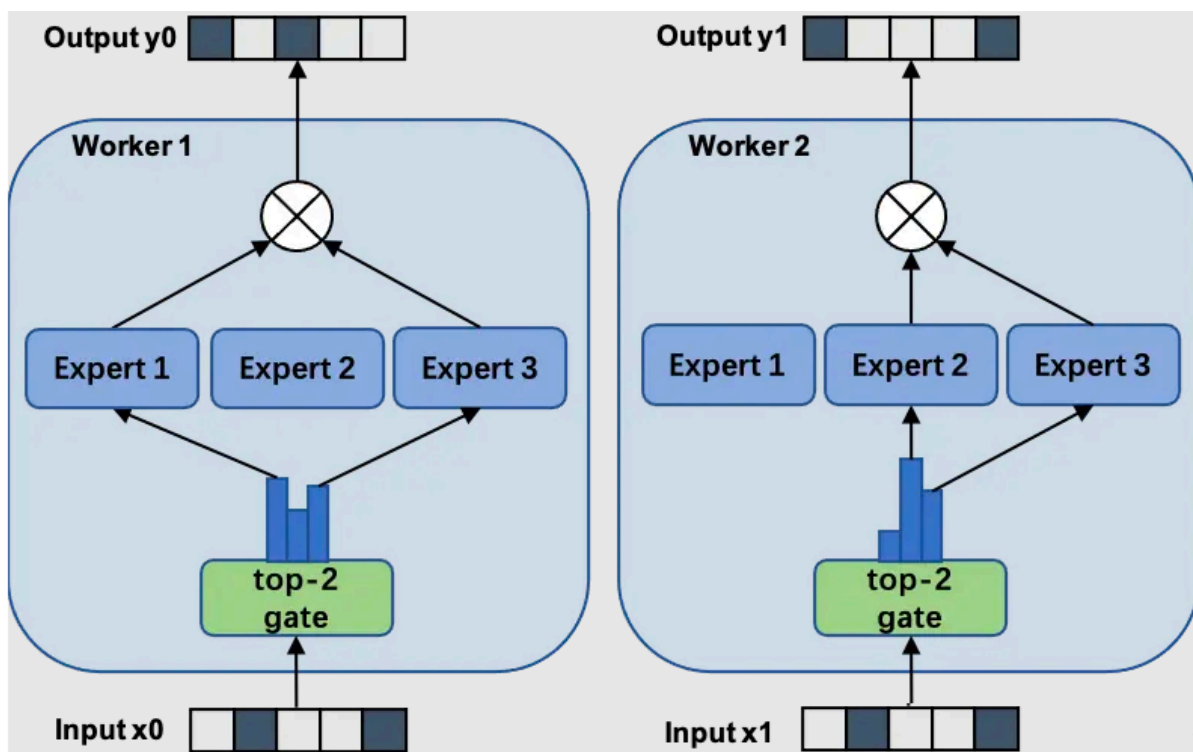 Output y0
Output y1
Worker 1
Worker 2
Expert 1
Expert 2
Expert 3
Expert 1
Expert 2
Expert 3
top-2
gate
top-2
gate
Input x0
Input x1